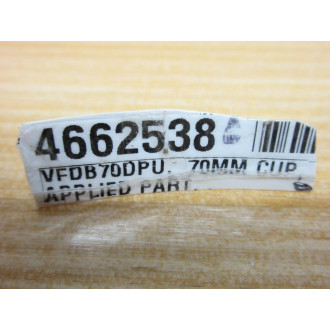 4662538
VFDB70DPU, 70MM CUP,
APPLIED PART